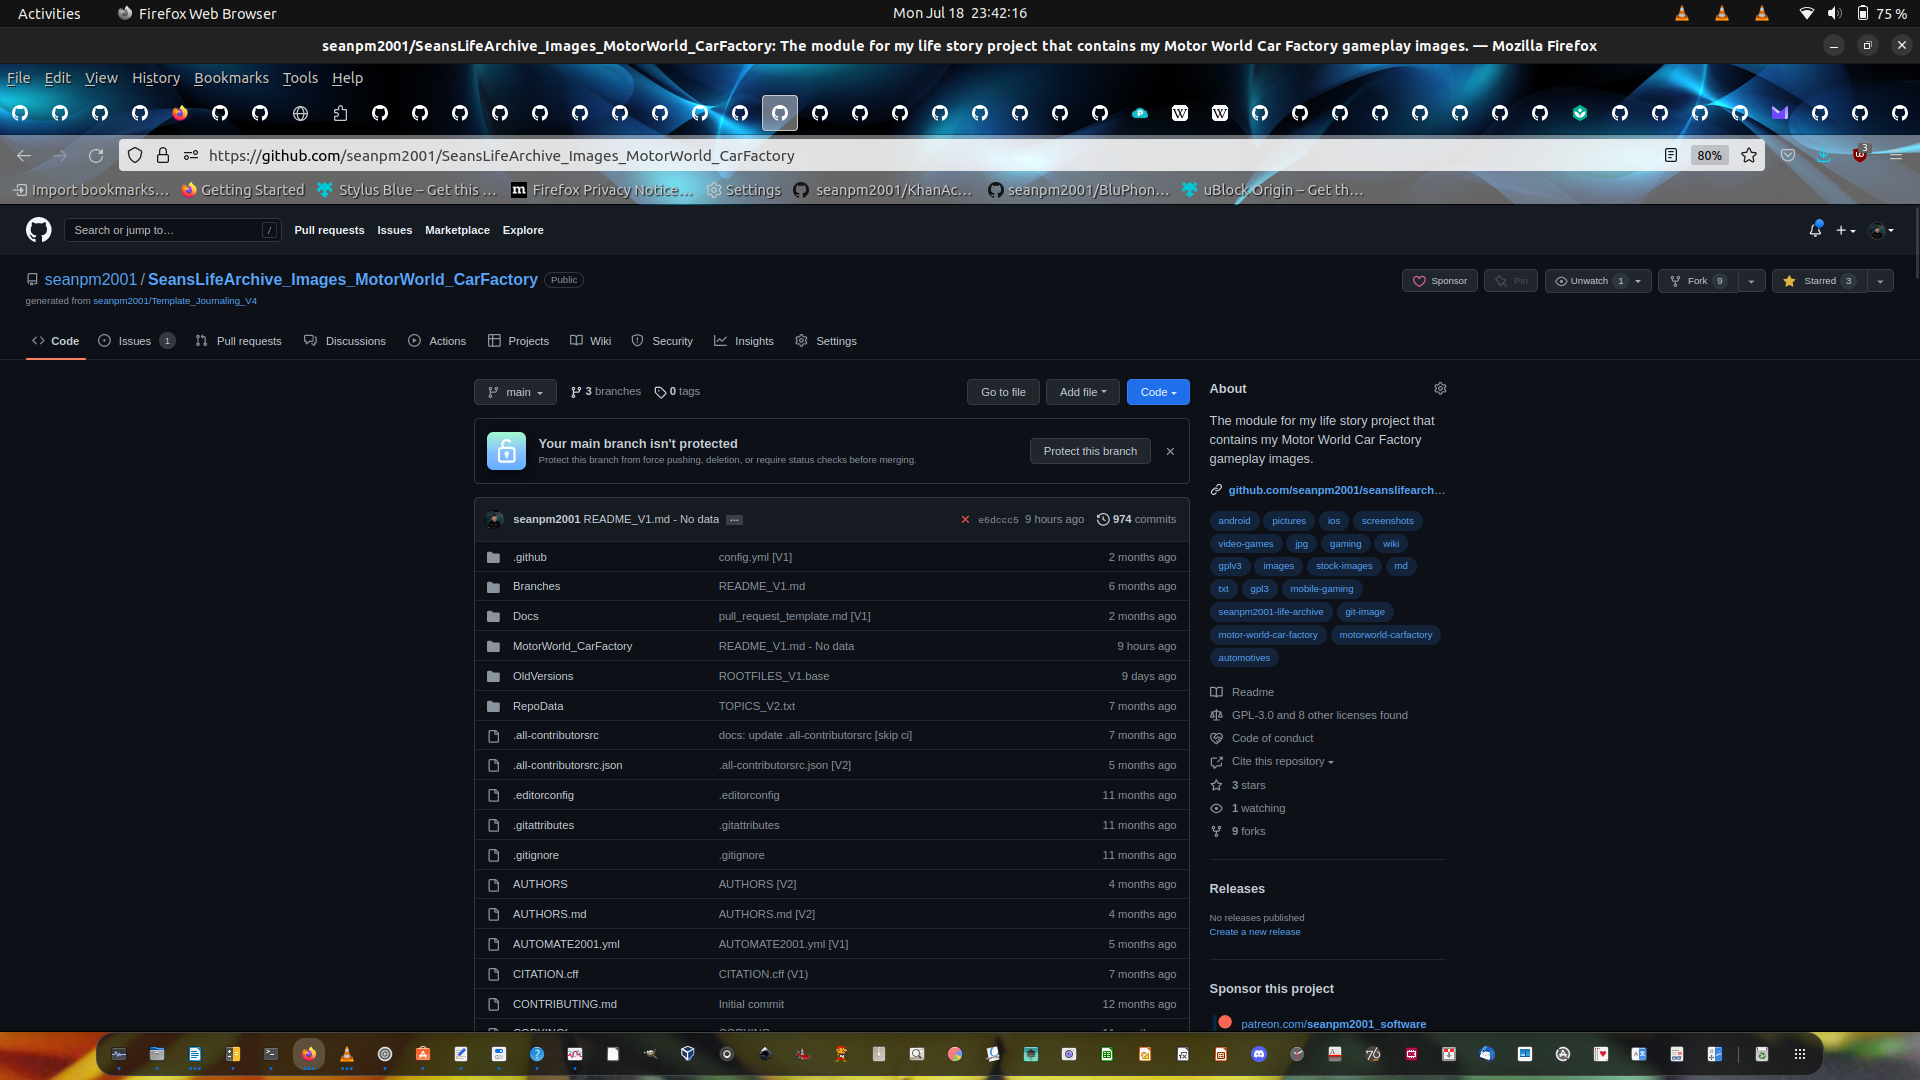 Activities
Firefox Web Browser
Mon Jul 18 23:42:16
75 %
seanpm2001/SeansLifeArchive_Images_MotorWorld_CarFactory: The module for my life story project that contains my Motor World Car Factory gameplay images. — Mozilla Firefox
File Edit View History Bookmarks Tools Help
https://github.com/seanpm2001/SeansLifeArchive_Images_MotorWorld_CarFactory
80%
3
Import bookmarks...
Getting Started
Stylus Blue – Get this ...
Firefox Privacy Notice...
Settings
seanpm2001/KhanAc...
seanpm2001/BluPhon...
uBlock Origin – Get th...
Search or jump to...
/
Pull requests
Issues
Marketplace
Explore
seanpm2001 / SeansLifeArchive_Images_MotorWorld_CarFactory
Public
Sponsor
Pin
Unwatch 1
Fork 9
Starred 3
generated from seanpm2001/Template_Journaling_V4
Code
Issues 1
Pull requests
Discussions
Actions
Projects
Wiki
Security
Insights
Settings
main
3 branches
0 tags
Go to file
Add file
Code
Your main branch isn't protected
Protect this branch from force pushing, deletion, or require status checks before merging.
Protect this branch
seanpm2001 README_V1.md - No data ...
e6dccc5 9 hours ago
974 commits
.github config.yml [V1] 2 months ago
Branches README_V1.md 6 months ago
Docs pull_request_template.md [V1] 2 months ago
MotorWorld_CarFactory README_V1.md - No data 9 hours ago
OldVersions ROOTFILES_V1.base 9 days ago
RepoData TOPICS_V2.txt 7 months ago
.all-contributorsrc docs: update .all-contributorsrc [skip ci] 7 months ago
.all-contributorsrc.json .all-contributorsrc.json [V2] 5 months ago
.editorconfig .editorconfig 11 months ago
.gitattributes .gitattributes 11 months ago
.gitignore .gitignore 11 months ago
AUTHORS AUTHORS [V2] 4 months ago
AUTHORS.md AUTHORS.md [V2] 4 months ago
AUTOMATE2001.yml AUTOMATE2001.yml [V1] 5 months ago
CITATION.cff CITATION.cff (V1) 7 months ago
CONTRIBUTING.md Initial commit 12 months ago
About
The module for my life story project that
contains my Motor World Car Factory
gameplay images.
github.com/seanpm2001/seanslifearch...
android pictures ios screenshots
video-games jpg gaming wiki
gplv3 images stock-images md
txt gpl3 mobile-gaming
seanpm2001-life-archive git-image
motor-world-car-factory motorworld-carfactory
automotives
Readme
GPL-3.0 and 8 other licenses found
Code of conduct
Cite this repository
3 stars
1 watching
9 forks
Releases
No releases published
Create a new release
Sponsor this project
patreon.com/seanpm2001_software